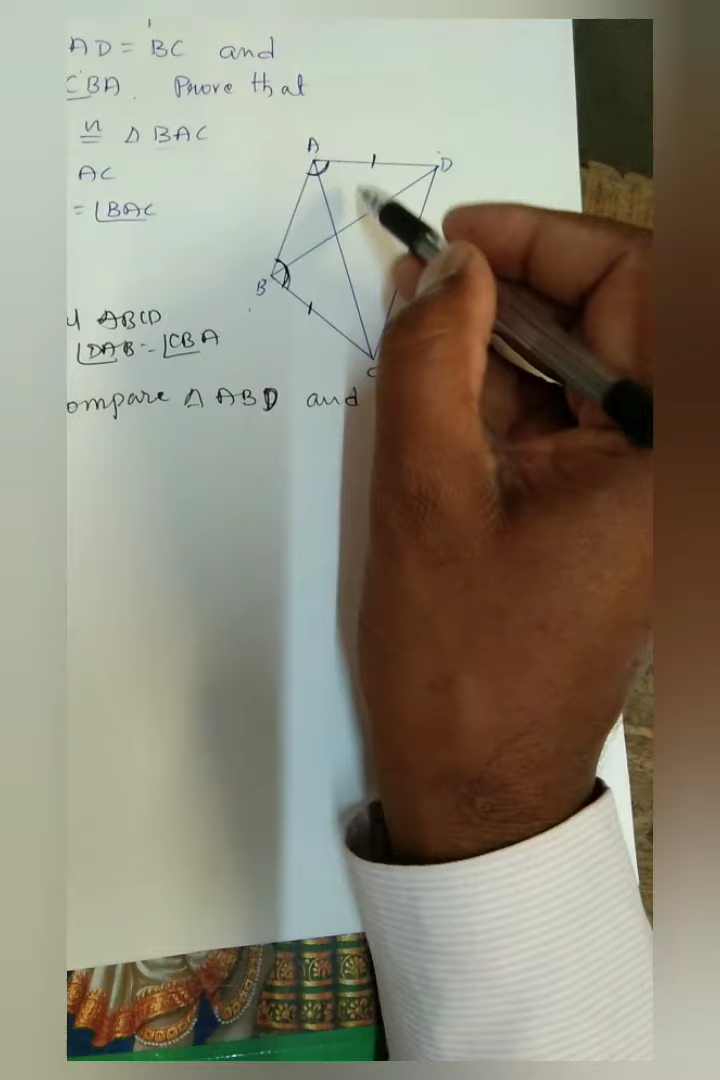 AD = BC and
CBA. Prove that
≅ Δ BAC
AC
= ∠BAC
A
D
B
C
ABCD
∠DAB = ∠CBA
ompare Δ ABD and